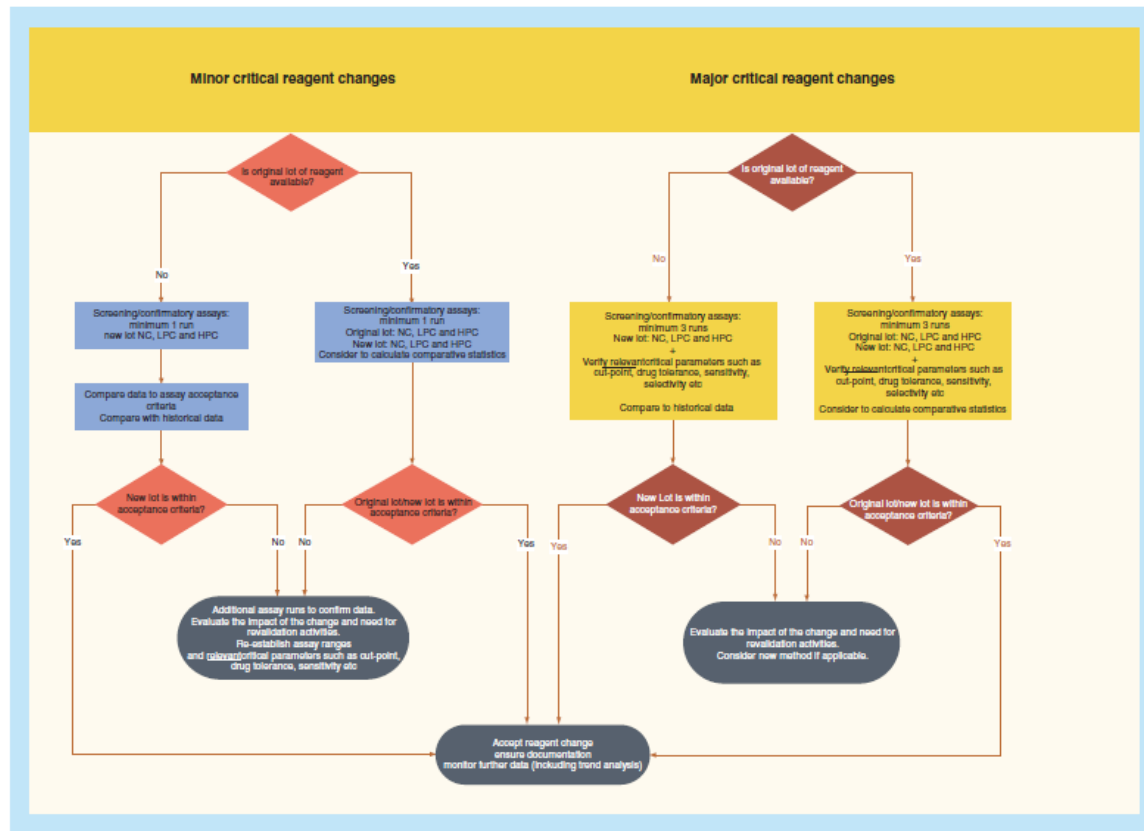 Minor critical reagent changes
Major critical reagent changes
Is original lot of reagent
available?
Is original lot of reagent
available?
No
Yes
No
Yes
Screening/confirmatory assays:
minimum 1 run
new lot NC, LPC and HPC
Screening/confirmatory assays:
minimum 1 run
Original lot: NC, LPC and HPC
New lot: NC, LPC and HPC
Consider to calculate comparative statistics
Screening/confirmatory assays:
minimum 3 runs
New lot: NC, LPC and HPC
+
Verify relevantcritical parameters such as
cut-point, drug tolerance, sensitivity,
selectivity etc
Compare to historical data
Screening/confirmatory assays:
minimum 3 runs
Original lot: NC, LPC and HPC
New lot: NC, LPC and HPC
+
Verify relevantcritical parameters such as
cut-point, drug tolerance, sensitivity,
selectivity etc
Consider to calculate comparative statistics
Compare data to assay acceptance
criteria
Compare with historical data
New lot is within
acceptance criteria?
Original lot/new lot is within
acceptance criteria?
New Lot is within
acceptance criteria?
Original lot/new lot is within
acceptance criteria?
Yes
No
No
Yes
Yes
No
No
Yes
Additional assay runs to confirm data.
Evaluate the impact of the change and need for
revalidation activities.
Re-establish assay ranges
and relevantcritical parameters such as cut-point,
drug tolerance, sensitivity etc
Evaluate the impact of the change and need for
revalidation activities.
Consider new method if applicable.
Accept reagent change
ensure documentation
monitor further data (including trend analysis)